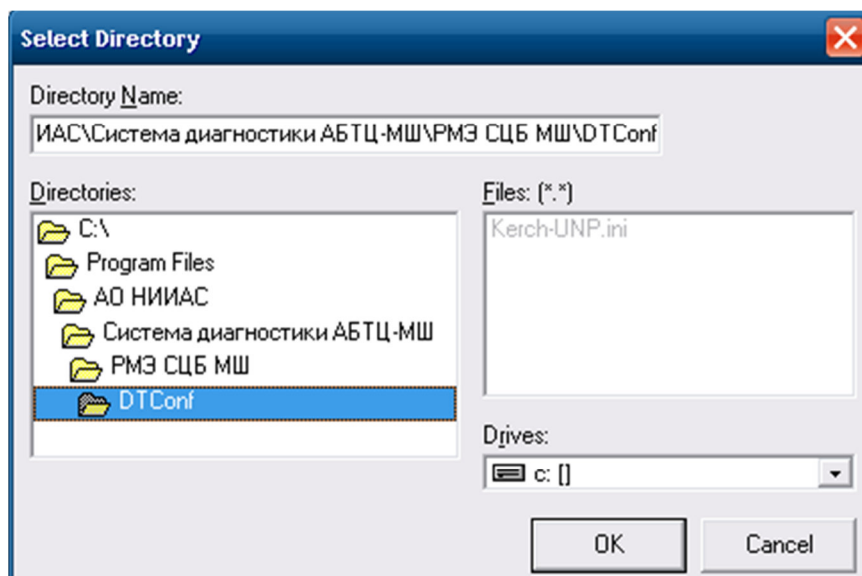 Select Directory
Directory Name:
ИАС\Система диагностики АБТЦ-МШ\РМЭ СЦБ МШ\DTConf
Directories:
C:\
Program Files
АО НИИАС
Система диагностики АБТЦ-МШ
РМЭ СЦБ МШ
DTConf
Files: (*.*)
Kerch-UNP.ini
Drives:
c: []
OK
Cancel